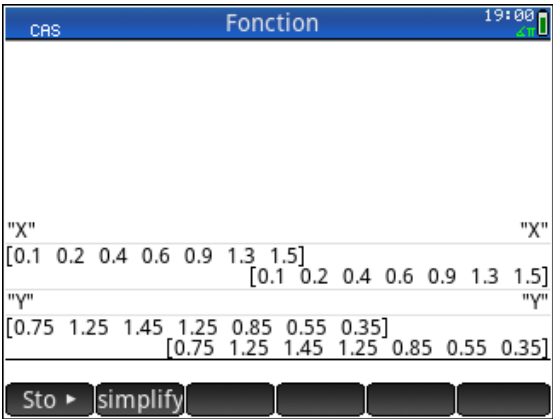 CAS Fonction 19:00
∡π
"X" "X"
[0.1 0.2 0.4 0.6 0.9 1.3 1.5]
[0.1 0.2 0.4 0.6 0.9 1.3 1.5]
"Y" "Y"
[0.75 1.25 1.45 1.25 0.85 0.55 0.35]
[0.75 1.25 1.45 1.25 0.85 0.55 0.35]
Sto ► simplify